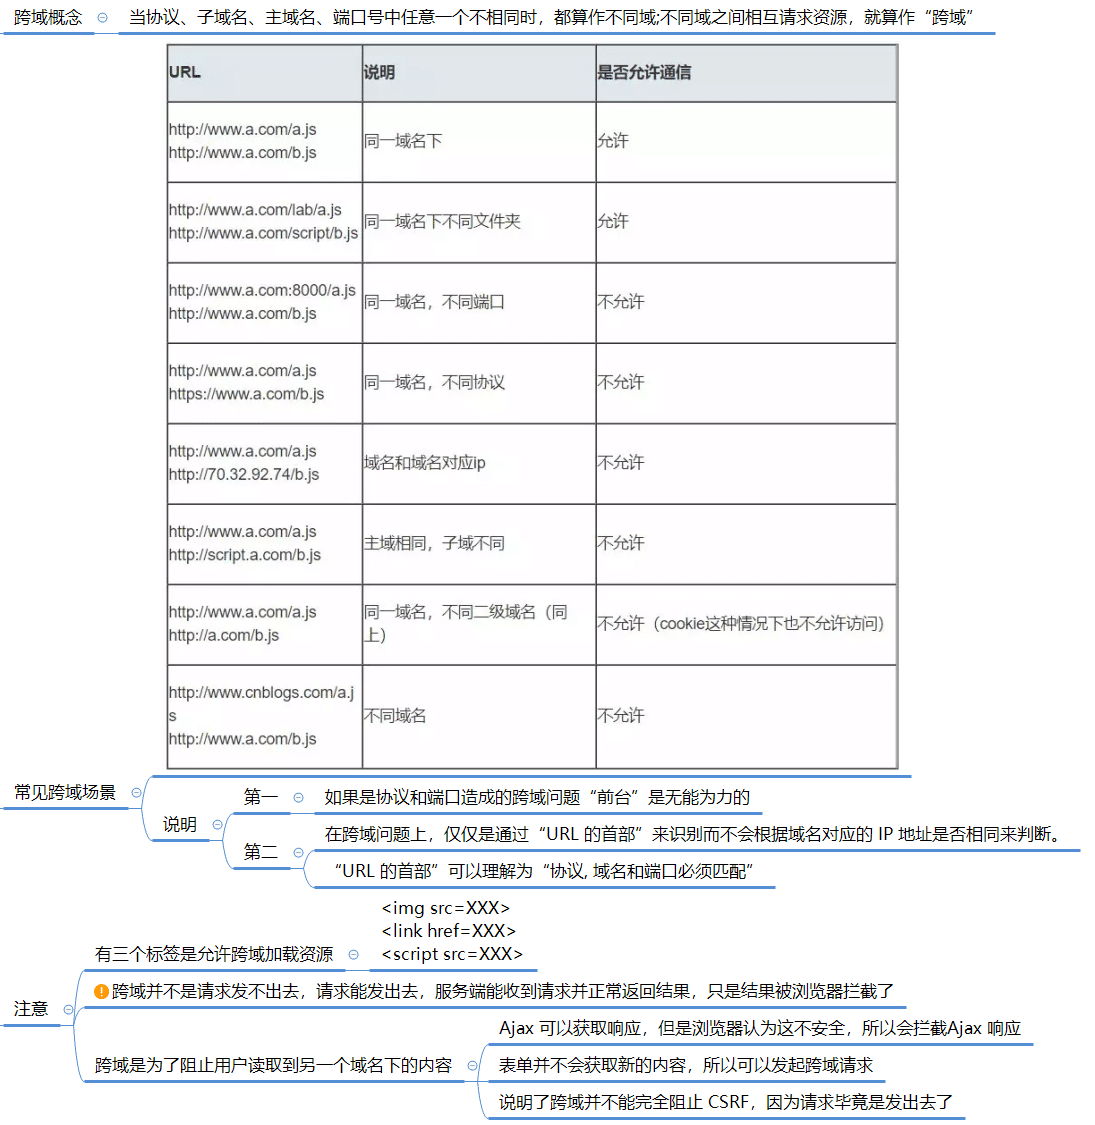 跨域概念
当协议、子域名、主域名、端口号中任意一个不相同时，都算作不同域;不同域之间相互请求资源，就算作“跨域”
URL
说明
是否允许通信
http://www.a.com/a.js
http://www.a.com/b.js
同一域名下
允许
http://www.a.com/lab/a.js
http://www.a.com/script/b.js
同一域名下不同文件夹
允许
http://www.a.com:8000/a.js
http://www.a.com/b.js
同一域名，不同端口
不允许
http://www.a.com/a.js
https://www.a.com/b.js
同一域名，不同协议
不允许
http://www.a.com/a.js
http://70.32.92.74/b.js
域名和域名对应ip
不允许
http://www.a.com/a.js
http://script.a.com/b.js
主域相同，子域不同
不允许
http://www.a.com/a.js
http://a.com/b.js
同一域名，不同二级域名（同
上）
不允许（cookie这种情况下也不允许访问）
http://www.cnblogs.com/a.j
s
http://www.a.com/b.js
不同域名
不允许
常见跨域场景
说明
第一
如果是协议和端口造成的跨域问题“前台”是无能为力的
第二
在跨域问题上，仅仅是通过“URL 的首部”来识别而不会根据域名对应的 IP 地址是否相同来判断。
“URL 的首部”可以理解为“协议, 域名和端口必须匹配”
注意
有三个标签是允许跨域加载资源
<img src=XXX>
<link href=XXX>
<script src=XXX>
跨域并不是请求发不出去，请求能发出去，服务端能收到请求并正常返回结果，只是结果被浏览器拦截了
跨域是为了阻止用户读取到另一个域名下的内容
Ajax 可以获取响应，但是浏览器认为这不安全，所以会拦截Ajax 响应
表单并不会获取新的内容，所以可以发起跨域请求
说明了跨域并不能完全阻止 CSRF，因为请求毕竟是发出去了